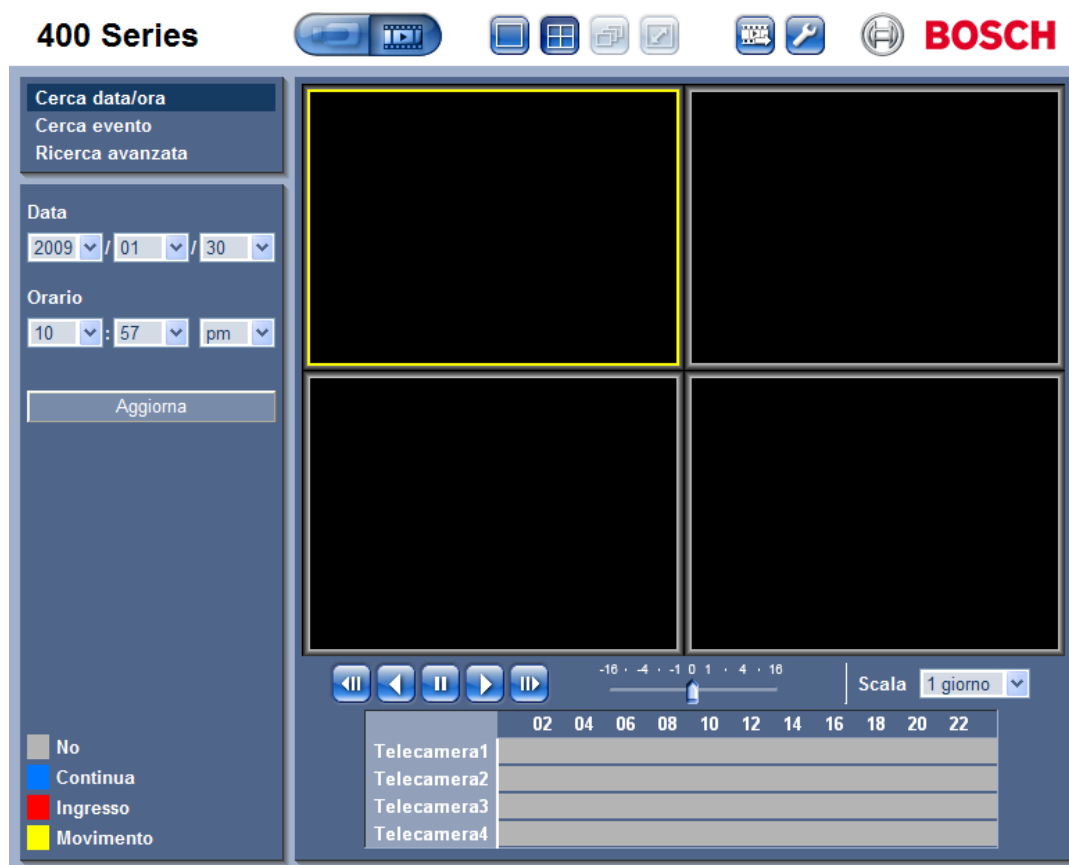 400 Series
BOSCH
Cerca data/ora
Cerca evento
Ricerca avanzata
Data
2009 / 01 / 30
Orario
10 : 57 pm
Aggiorna
-16 · -4 · -1 0 1 · 4 · 16
Scala 1 giorno
02 04 06 08 10 12 14 16 18 20 22
Telecamera1
Telecamera2
Telecamera3
Telecamera4
No
Continua
Ingresso
Movimento